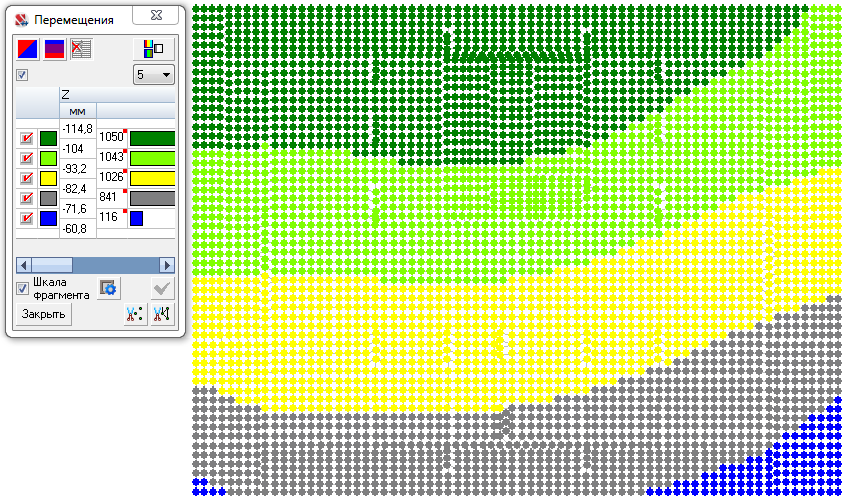 Перемещения
5
Z
мм
-114,8
1050
-104
1043
-93,2
1026
-82,4
841
-71,6
116
-60,8
Шкала
фрагмента
Закрыть